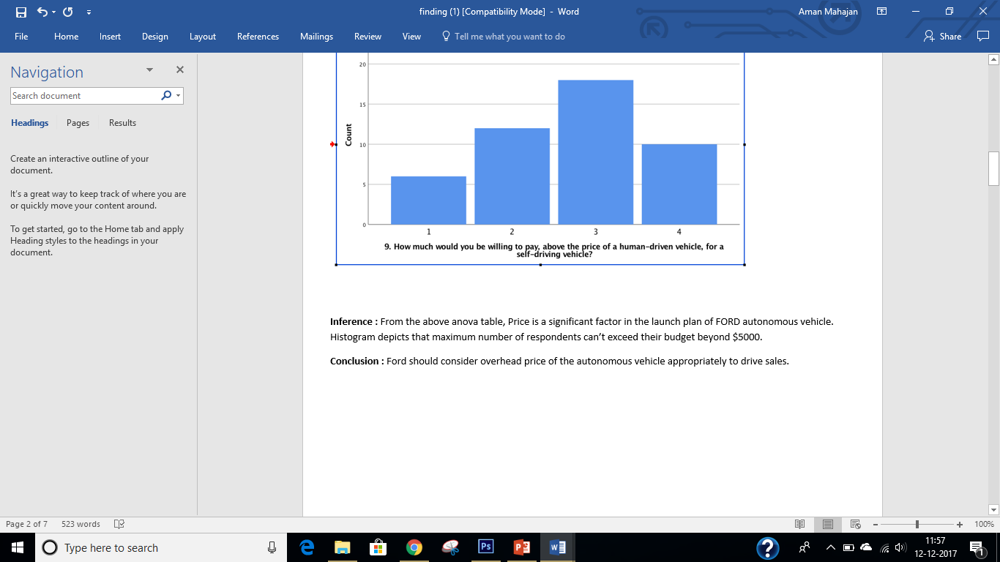 finding (1) [Compatibility Mode] - Word
Aman Mahajan
File Home Insert Design Layout References Mailings Review View Tell me what you want to do
Share
Navigation
Search document
Headings Pages Results
Create an interactive outline of your
document.
It's a great way to keep track of where you are
or quickly move your content around.
To get started, go to the Home tab and apply
Heading styles to the headings in your
document.
20
15
10
5
0
Count
1 2 3 4
9. How much would you be willing to pay, above the price of a human-driven vehicle, for a
self-driving vehicle?
Inference : From the above anova table, Price is a significant factor in the launch plan of FORD autonomous vehicle.
Histogram depicts that maximum number of respondents can't exceed their budget beyond $5000.
Conclusion : Ford should consider overhead price of the autonomous vehicle appropriately to drive sales.
Page 2 of 7 523 words
100%
Type here to search
Ps
P
W
11:57
12-12-2017
1